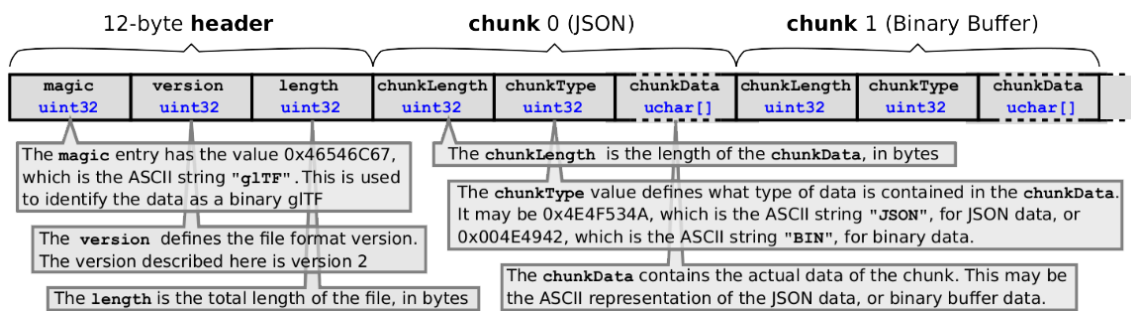 12-byte header
chunk 0 (JSON)
chunk 1 (Binary Buffer)
magic version length chunkLength chunkType chunkData chunkLength chunkType chunkData
uint32 uint32 uint32 uint32 uint32 uchar[] uint32 uint32 uchar[]
The magic entry has the value 0x46546C67,
which is the ASCII string "glTF". This is used
to identify the data as a binary glTF
The chunkLength is the length of the chunkData, in bytes
The chunkType value defines what type of data is contained in the chunkData.
It may be 0x4E4F534A, which is the ASCII string "JSON", for JSON data, or
0x004E4942, which is the ASCII string "BIN", for binary data.
The version defines the file format version.
The version described here is version 2
The chunkData contains the actual data of the chunk. This may be
the ASCII representation of the JSON data, or binary buffer data.
The length is the total length of the file, in bytes